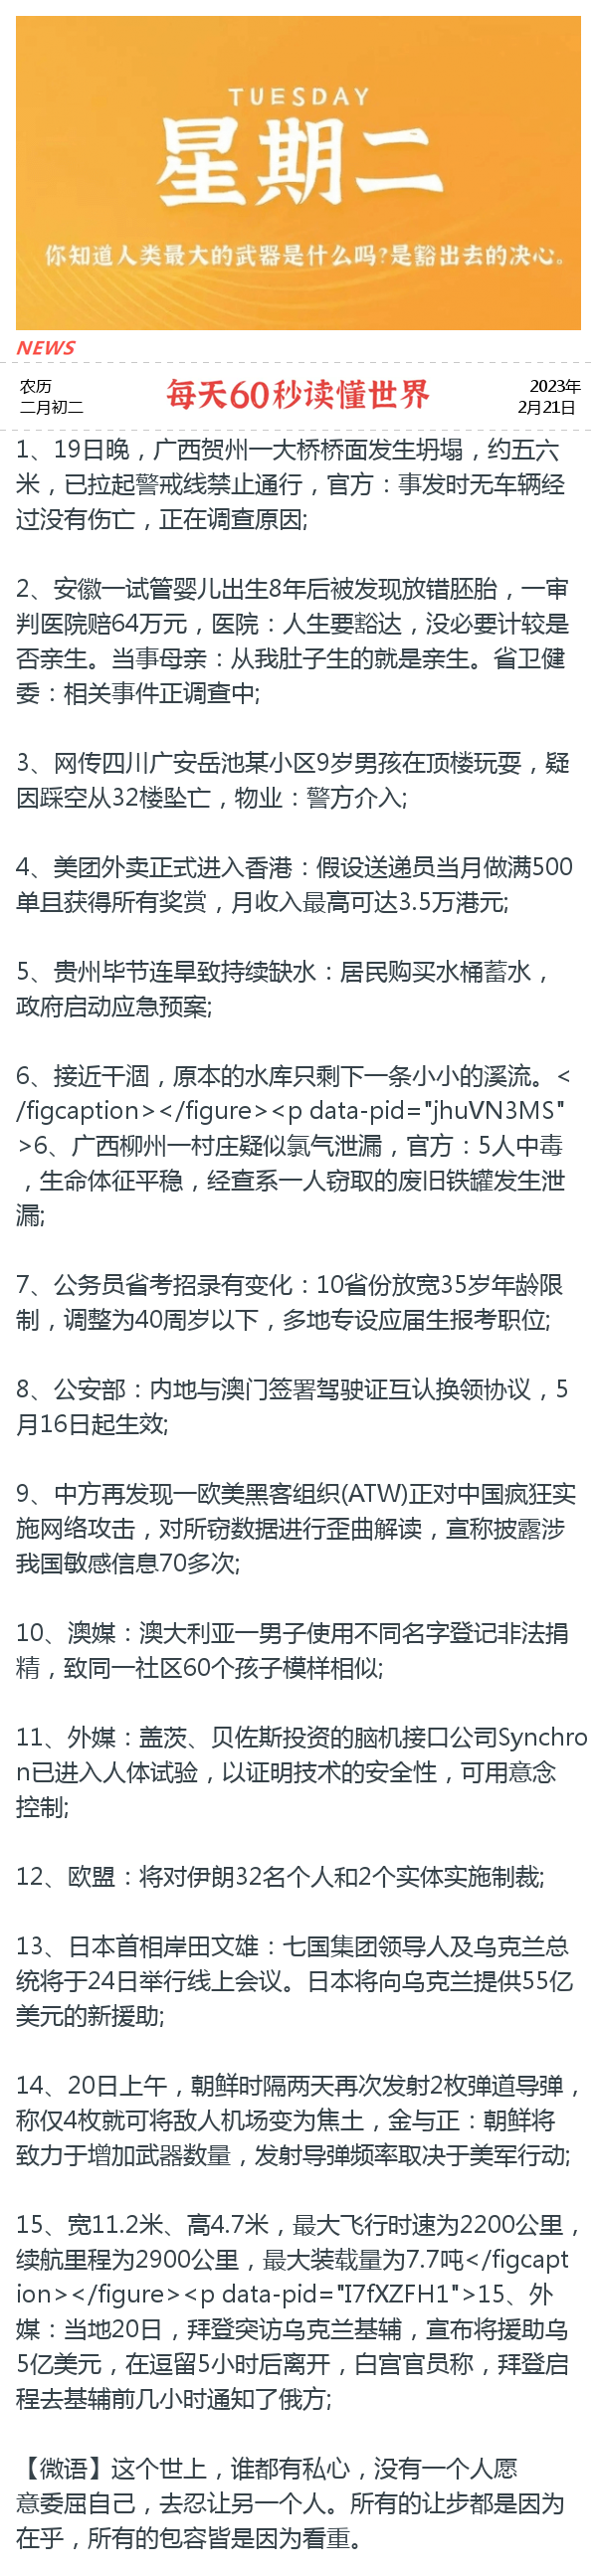 TUESDAY
星期二
你知道人类最大的武器是什么吗?是豁出去的决心。
NEWS
农历
二月初二
每天60秒读懂世界
2023年
2月21日
1、19日晚，广西贺州一大桥桥面发生坍塌，约五六
米，已拉起警戒线禁止通行，官方：事发时无车辆经
过没有伤亡，正在调查原因;
2、安徽一试管婴儿出生8年后被发现放错胚胎，一审
判医院赔64万元，医院：人生要豁达，没必要计较是
否亲生。当事母亲：从我肚子生的就是亲生。省卫健
委：相关事件正调查中;
3、网传四川广安岳池某小区9岁男孩在顶楼玩耍，疑
因踩空从32楼坠亡，物业：警方介入;
4、美团外卖正式进入香港：假设送递员当月做满500
单且获得所有奖赏，月收入最高可达3.5万港元;
5、贵州毕节连旱致持续缺水：居民购买水桶蓄水，
政府启动应急预案;
6、接近干涸，原本的水库只剩下一条小小的溪流。<
/figcaption></figure><p data-pid="jhuVN3MS"
>6、广西柳州一村庄疑似氯气泄漏，官方：5人中毒
，生命体征平稳，经查系一人窃取的废旧铁罐发生泄
漏;
7、公务员省考招录有变化：10省份放宽35岁年龄限
制，调整为40周岁以下，多地专设应届生报考职位;
8、公安部：内地与澳门签署驾驶证互认换领协议，5
月16日起生效;
9、中方再发现一欧美黑客组织(ATW)正对中国疯狂实
施网络攻击，对所窃数据进行歪曲解读，宣称披露涉
我国敏感信息70多次;
10、澳媒：澳大利亚一男子使用不同名字登记非法捐
精，致同一社区60个孩子模样相似;
11、外媒：盖茨、贝佐斯投资的脑机接口公司Synchro
n已进入人体试验，以证明技术的安全性，可用意念
控制;
12、欧盟：将对伊朗32名个人和2个实体实施制裁;
13、日本首相岸田文雄：七国集团领导人及乌克兰总
统将于24日举行线上会议。日本将向乌克兰提供55亿
美元的新援助;
14、20日上午，朝鲜时隔两天再次发射2枚弹道导弹，
称仅4枚就可将敌人机场变为焦土，金与正：朝鲜将
致力于增加武器数量，发射导弹频率取决于美军行动;
15、宽11.2米、高4.7米，最大飞行时速为2200公里，
续航里程为2900公里，最大装载量为7.7吨</figcapt
ion></figure><p data-pid="I7fXZFH1">15、外
媒：当地20日，拜登突访乌克兰基辅，宣布将援助乌
5亿美元，在逗留5小时后离开，白宫官员称，拜登启
程去基辅前几小时通知了俄方;
【微语】这个世上，谁都有私心，没有一个人愿
意委屈自己，去忍让另一个人。所有的让步都是因为
在乎，所有的包容皆是因为看重。